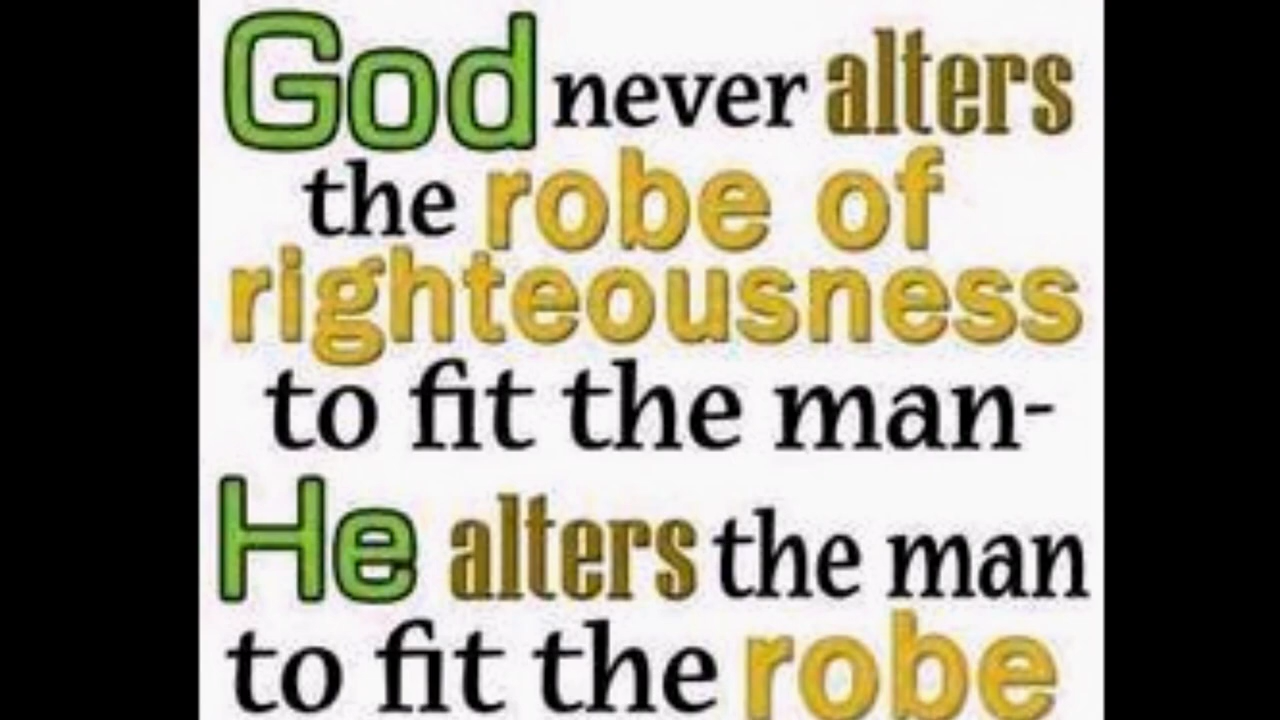 God never alters
the robe of
righteousness
to fit the man-
He alters the man
to fit the robe